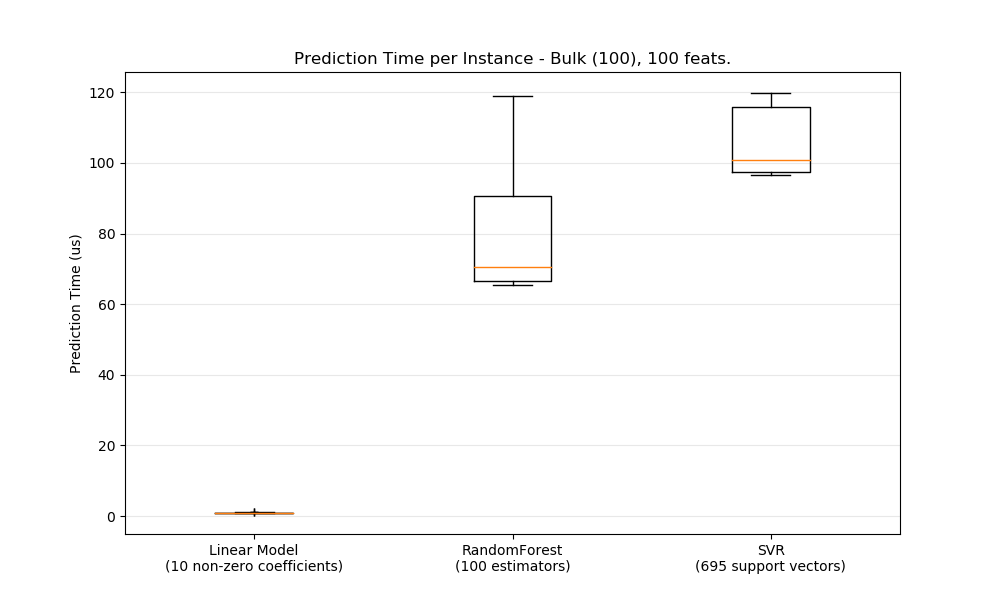 Prediction Time per Instance - Bulk (100), 100 feats.
120
100
80
60
40
20
0
Prediction Time (us)
Linear Model
(10 non-zero coefficients)
RandomForest
(100 estimators)
SVR
(695 support vectors)